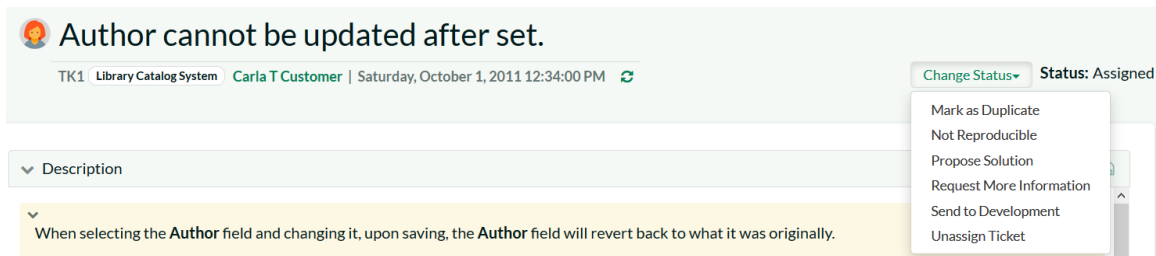 Author cannot be updated after set.
TK1 Library Catalog System Carla T Customer | Saturday, October 1, 2011 12:34:00 PM
Change Status Status: Assigned
Mark as Duplicate
Not Reproducible
Propose Solution
Request More Information
Send to Development
Unassign Ticket
Description
When selecting the Author field and changing it, upon saving, the Author field will revert back to what it was originally.